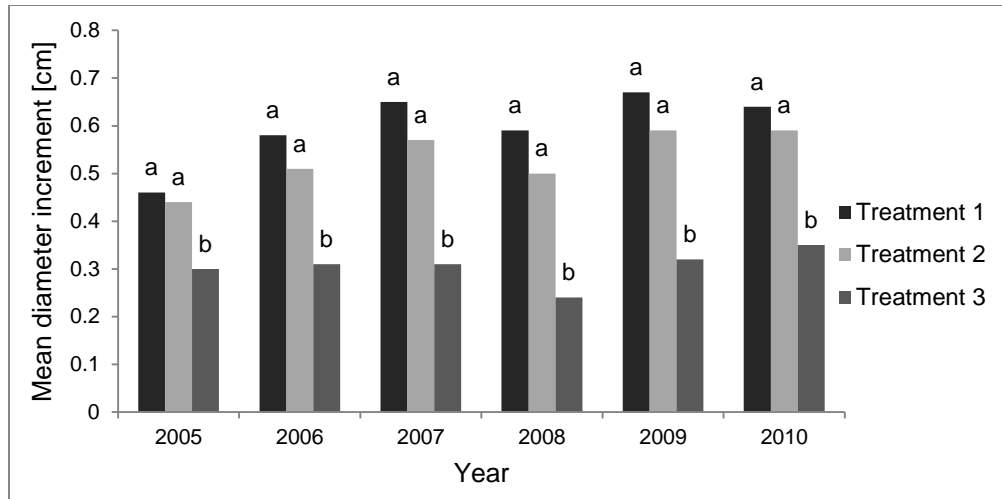 Mean diameter increment [cm]
0.8
0.7
0.6
0.5
0.4
0.3
0.2
0.1
0
a a b
a a b
a a b
a a b
a a b
a a b
2005 2006 2007 2008 2009 2010
Year
Treatment 1
Treatment 2
Treatment 3